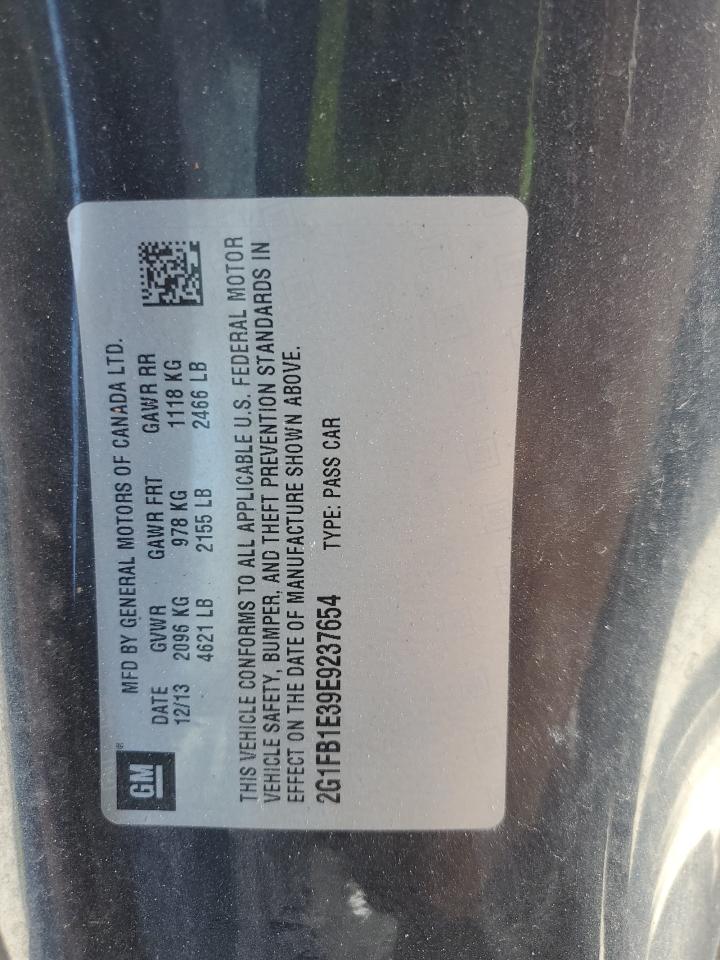 GM
MFD BY GENERAL MOTORS OF CANADA LTD.
DATE GVWR GAWR FRT GAWR RR
12/13 2096 KG 978 KG 1118 KG
4621 LB 2155 LB 2466 LB
THIS VEHICLE CONFORMS TO ALL APPLICABLE U.S. FEDERAL MOTOR
VEHICLE SAFETY, BUMPER, AND THEFT PREVENTION STANDARDS IN
EFFECT ON THE DATE OF MANUFACTURE SHOWN ABOVE.
2G1FB1E39E9237654 TYPE: PASS CAR